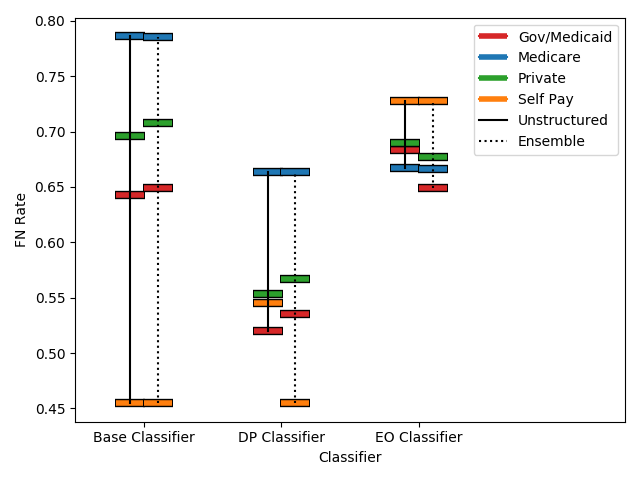 0.80
0.75
0.70
0.65
0.60
0.55
0.50
0.45
FN Rate
Base Classifier
DP Classifier
EO Classifier
Classifier
Gov/Medicaid
Medicare
Private
Self Pay
Unstructured
Ensemble